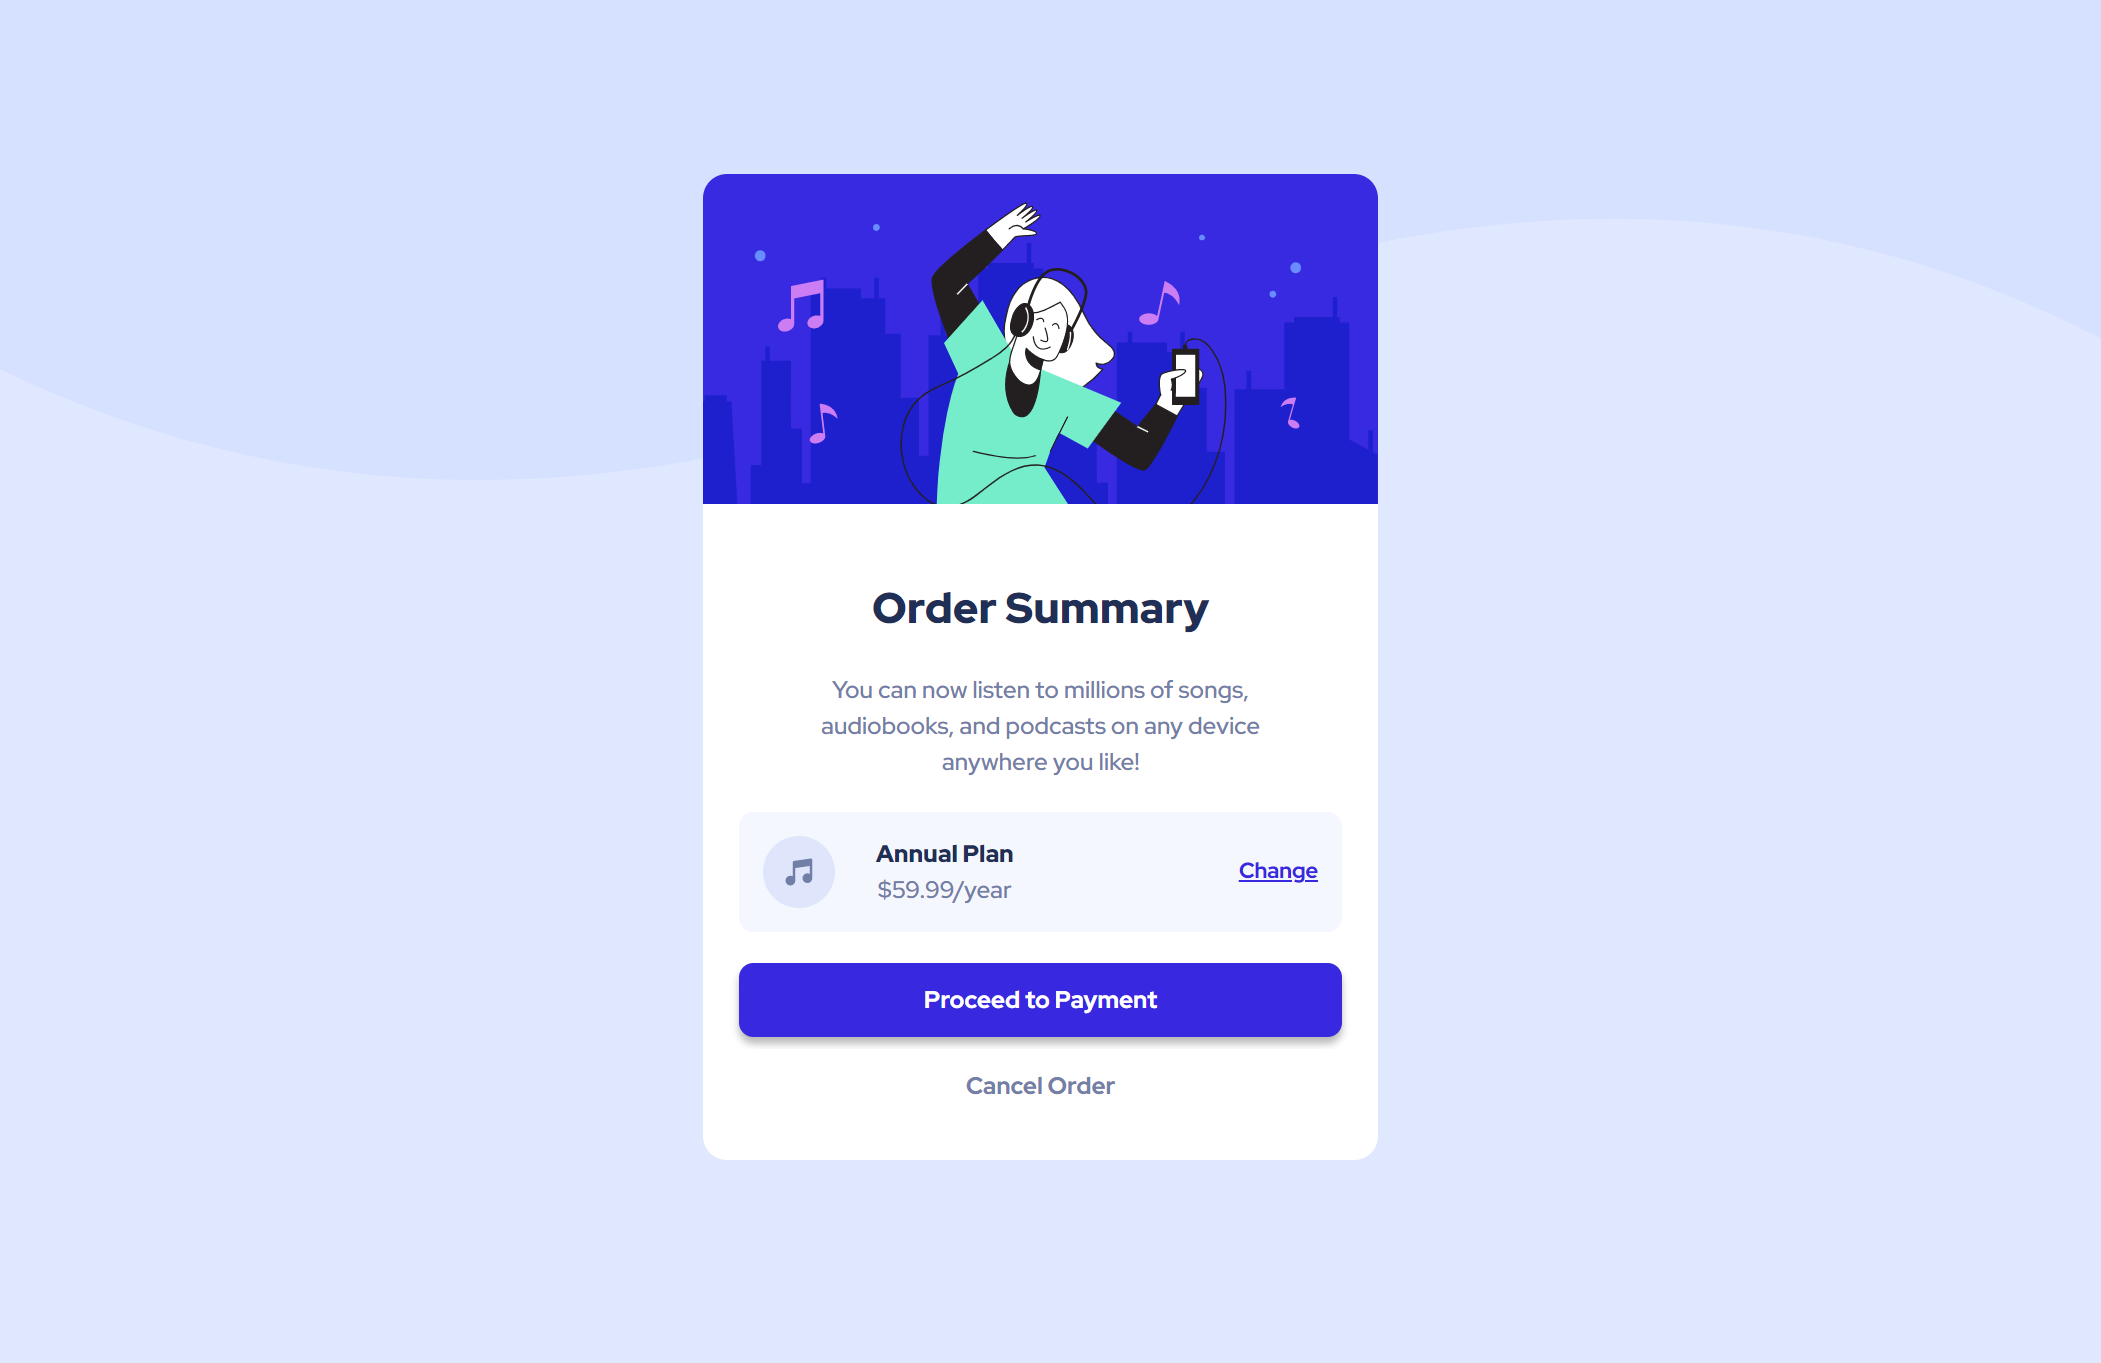 Order Summary
You can now listen to millions of songs,
audiobooks, and podcasts on any device
anywhere you like!
Annual Plan
$59.99/year
Change
Proceed to Payment
Cancel Order